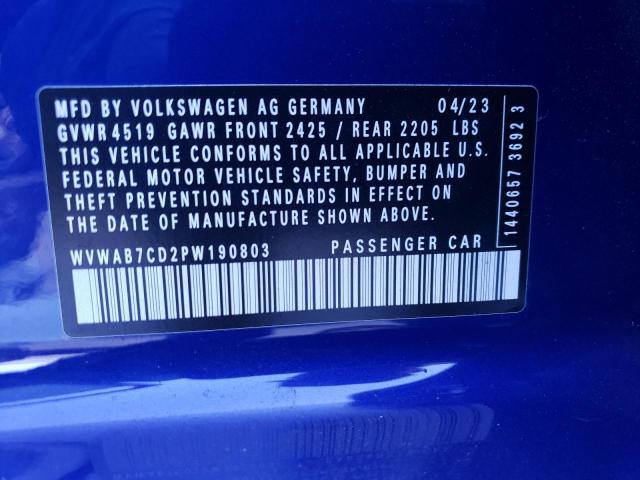 MFD BY VOLKSWAGEN AG GERMANY 04/23
GVWR 4519 GAWR FRONT 2425 / REAR 2205 LBS
THIS VEHICLE CONFORMS TO ALL APPLICABLE U.S.
FEDERAL MOTOR VEHICLE SAFETY, BUMPER AND
THEFT PREVENTION STANDARDS IN EFFECT ON
THE DATE OF MANUFACTURE SHOWN ABOVE.
WVWAB7CD2PW190803 PASSENGER CAR
1440657 3692 3